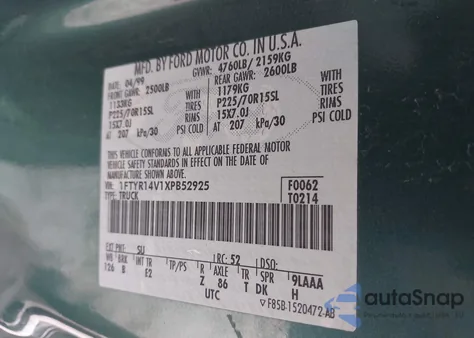 MFD. BY FORD MOTOR CO. IN U.S.A.
DATE: 04/99 GVWR: 4760LB/ 2159KG
FRONT GAWR: 2500LB REAR GAWR: 2600LB
1133KG 1179KG
P225/70R15SL TIRES P225/70R15SL TIRES
15X7.0J RIMS 15X7.0J RIMS
AT 207 kPa/30 PSI COLD AT 207 kPa/30 PSI COLD
THIS VEHICLE CONFORMS TO ALL APPLICABLE FEDERAL MOTOR
VEHICLE SAFETY STANDARDS IN EFFECT ON THE DATE OF
MANUFACTURE SHOWN ABOVE.
VIN: 1FTYR14V1XPB52925 F0062
TYPE: TRUCK T0214
EXT PNT: SU RC: 52 DSO:
WB BRK INT TR TP/PS R AXLE TR SPR 9LAAA
126 B E2 Z 86 T DK H
UTC
F85B-1520472-AB
autaSnap